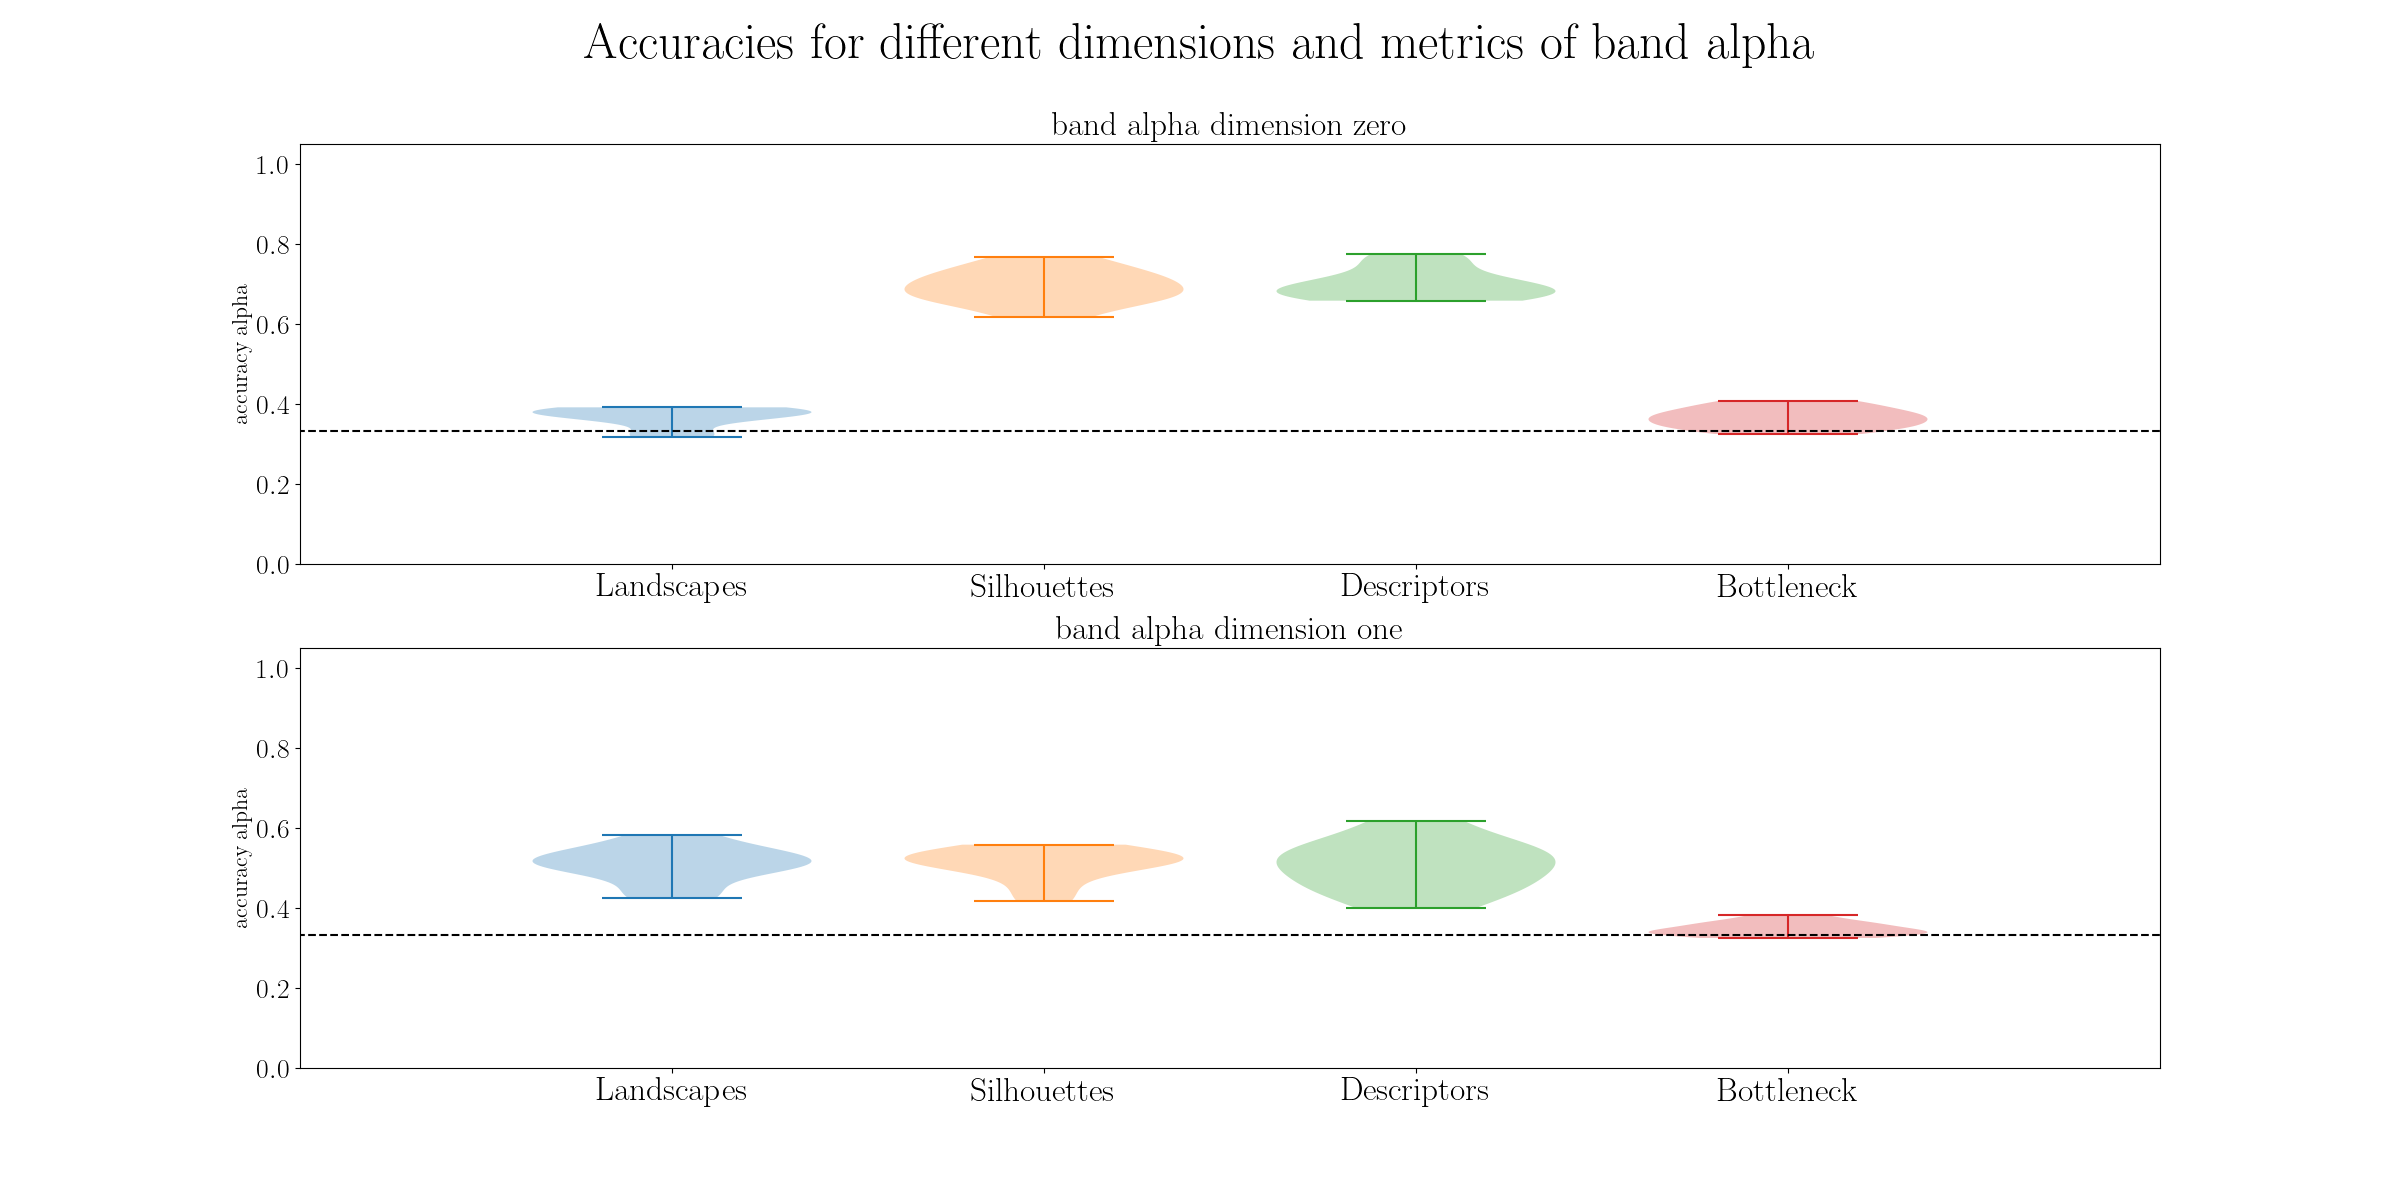 Accuracies for different dimensions and metrics of band alpha
band alpha dimension zero
accuracy alpha
1.0
0.8
0.6
0.4
0.2
0.0
Landscapes Silhouettes Descriptors Bottleneck
band alpha dimension one
accuracy alpha
1.0
0.8
0.6
0.4
0.2
0.0
Landscapes Silhouettes Descriptors Bottleneck